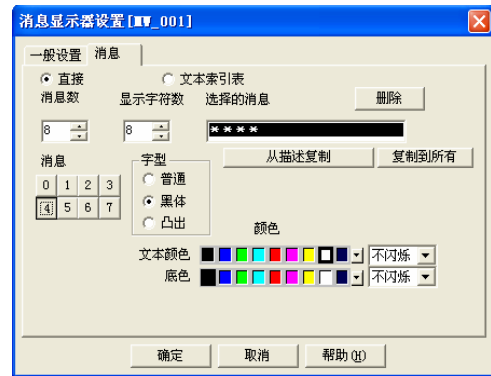 消息显示器设置[MW_001]
一般设置 消息
直接 文本索引表
消息数 显示字符数 选择的消息 删除
8 8 ****
从描述复制 复制到所有
消息 字型
0 1 2 3 普通
4 5 6 7 黑体
凸出
颜色
文本颜色 不闪烁
底色 不闪烁
确定 取消 帮助(H)